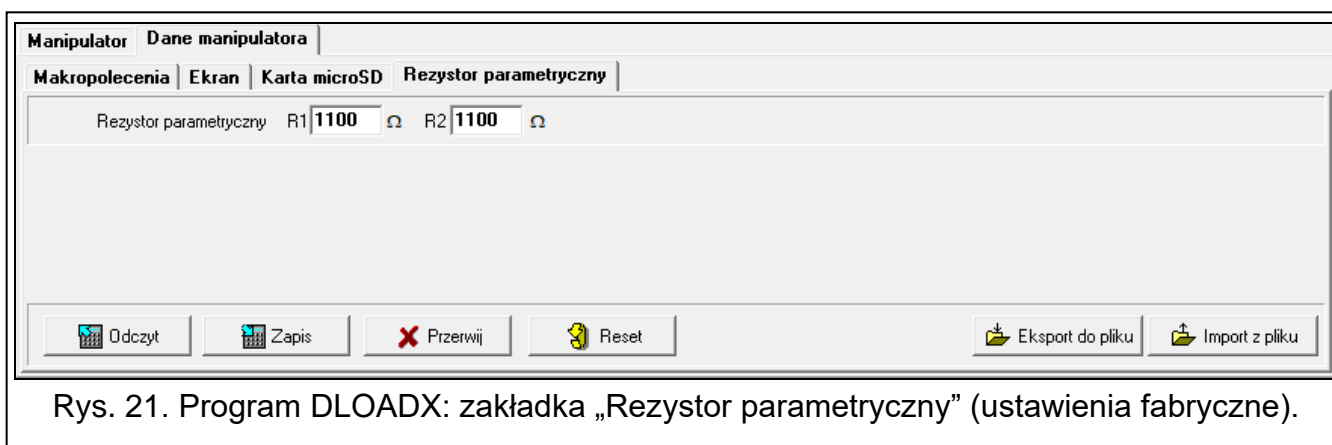 Manipulator Dane manipulatora
Makropolecenia Ekran Karta microSD Rezystor parametryczny
Rezystor parametryczny R1 1100 Ω R2 1100 Ω
Odczyt Zapis Przerwij Reset Eksport do pliku Import z pliku
Rys. 21. Program DLOADX: zakładka „Rezystor parametryczny” (ustawienia fabryczne).